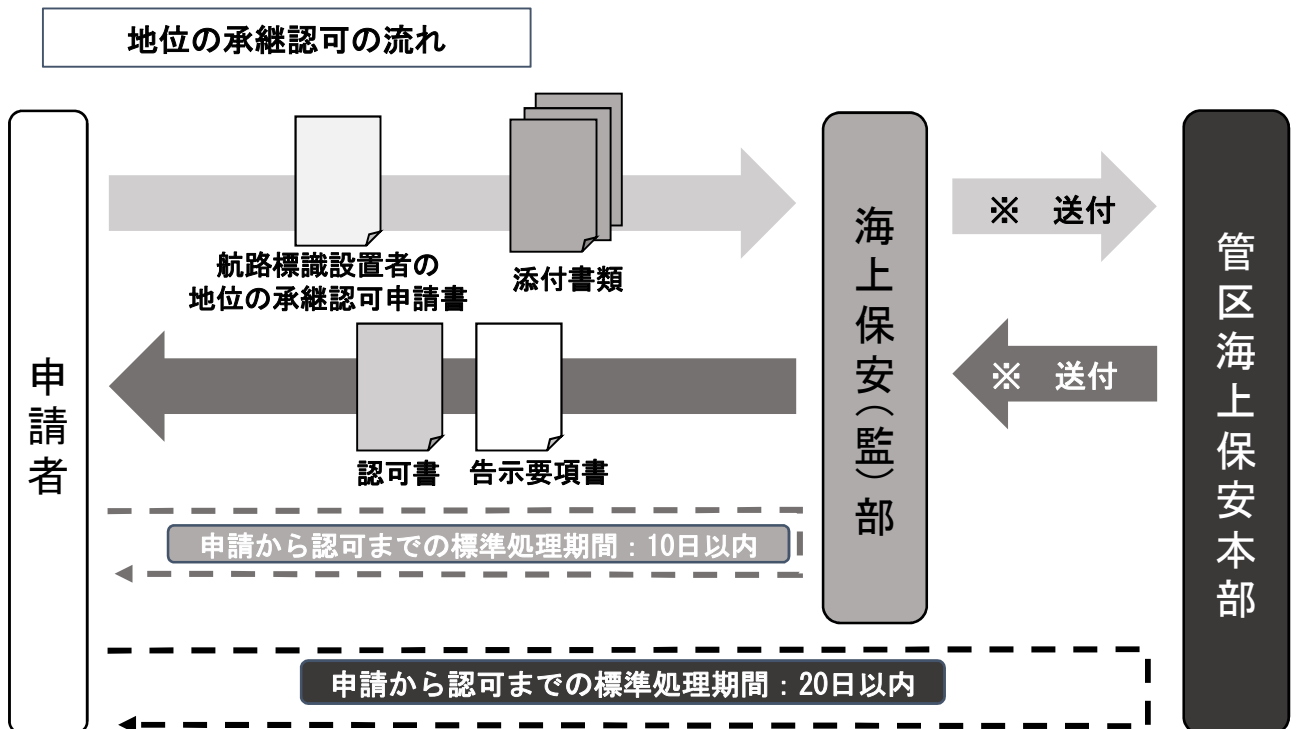 地位の承継認可の流れ
申請者
航路標識設置者の
地位の承継認可申請書
添付書類
海上保安(監)部
※ 送付
管区海上保安本部
※ 送付
認可書
告示要項書
申請から認可までの標準処理期間：10日以内
申請から認可までの標準処理期間：20日以内